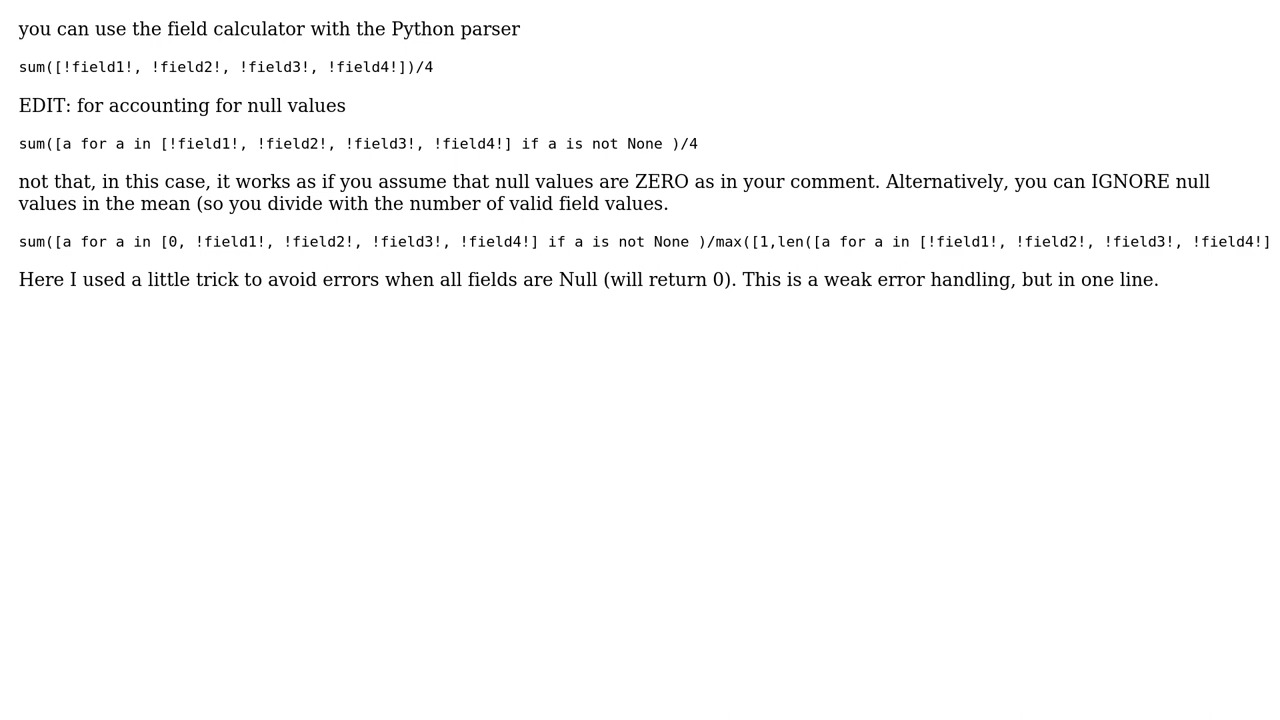 you can use the field calculator with the Python parser
sum([!field1!, !field2!, !field3!, !field4!])/4
EDIT: for accounting for null values
sum([a for a in [!field1!, !field2!, !field3!, !field4!] if a is not None )/4
not that, in this case, it works as if you assume that null values are ZERO as in your comment. Alternatively, you can IGNORE null
values in the mean (so you divide with the number of valid field values.
sum([a for a in [0, !field1!, !field2!, !field3!, !field4!] if a is not None )/max([1,len([a for a in [!field1!, !field2!, !field3!, !field4!]
Here I used a little trick to avoid errors when all fields are Null (will return 0). This is a weak error handling, but in one line.